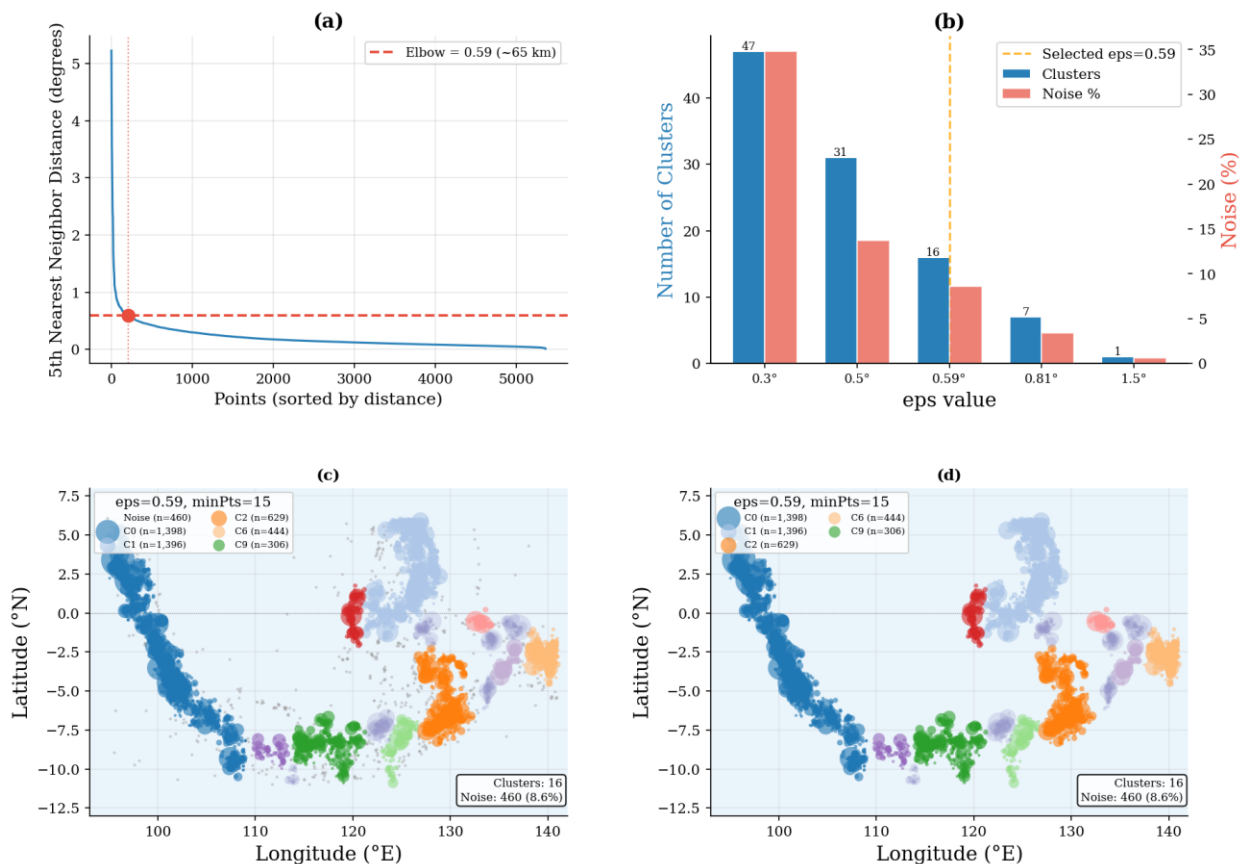 (a)
5th Nearest Neighbor Distance (degrees)
5
4
3
2
1
0
Elbow = 0.59 (~65 km)
0 1000 2000 3000 4000 5000
Points (sorted by distance)
(b)
Number of Clusters
40
30
20
10
0
47
31
16
7
1
Selected eps=0.59
Clusters
Noise %
35
30
25
20
15
10
5
0
Noise (%)
0.3° 0.5° 0.59° 0.81° 1.5°
eps value
(c)
Latitude (°N)
7.5
5.0
2.5
0.0
−2.5
−5.0
−7.5
−10.0
−12.5
eps=0.59, minPts=15
Noise (n=460) C2 (n=629)
C0 (n=1,398) C6 (n=444)
C1 (n=1,396) C9 (n=306)
Clusters: 16
Noise: 460 (8.6%)
100 110 120 130 140
Longitude (°E)
(d)
Latitude (°N)
7.5
5.0
2.5
0.0
−2.5
−5.0
−7.5
−10.0
−12.5
eps=0.59, minPts=15
C0 (n=1,398) C6 (n=444)
C1 (n=1,396) C9 (n=306)
C2 (n=629)
Clusters: 16
Noise: 460 (8.6%)
100 110 120 130 140
Longitude (°E)